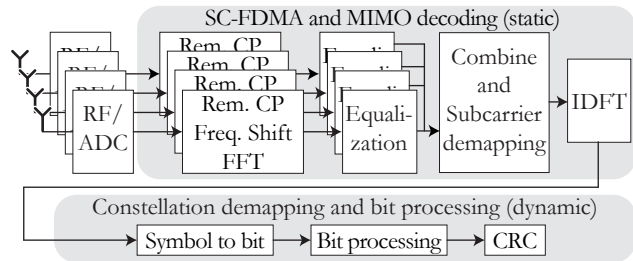 SC-FDMA and MIMO decoding (static)
RF/
RF/
RF/
RF/
ADC
Rem. CP
Rem. CP
Rem. CP
Rem. CP
Freq. Shift
FFT
Equali-
Equali-
Equali-
Equali-
zation
Combine
and
Subcarrier
demapping
IDFT
Constellation demapping and bit processing (dynamic)
Symbol to bit
Bit processing
CRC